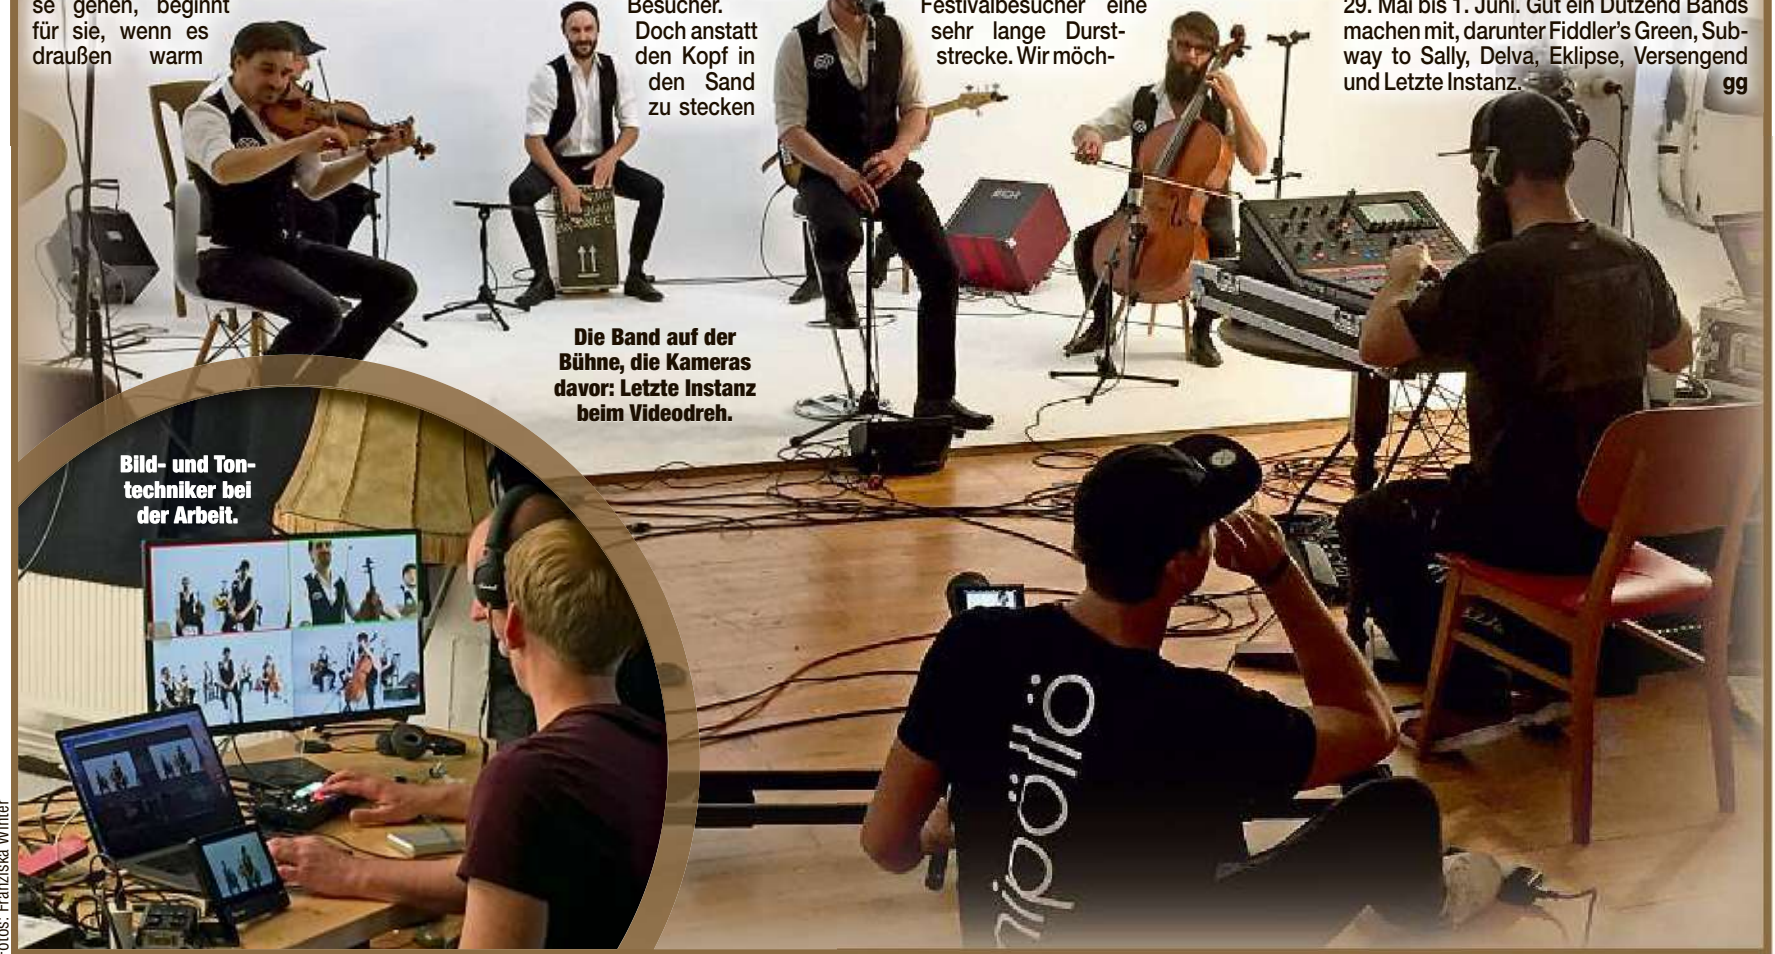 se gehen, beginnt
für sie, wenn es
draußen warm
Besucher.
Doch anstatt
den Kopf in
den Sand
zu stecken
Festivalbesucher eine
sehr lange Durst-
strecke. Wir möch-
29. Mai bis 1. Juni. Gut ein Dutzend Bands
machen mit, darunter Fiddler's Green, Sub-
way to Sally, Delva, Eklipse, Versengend
und Letzte Instanz. gg
Die Band auf der
Bühne, die Kameras
davor: Letzte Instanz
beim Videodreh.
Bild- und Ton-
techniker bei
der Arbeit.
nipöllö
Fotos: Franziska Winter